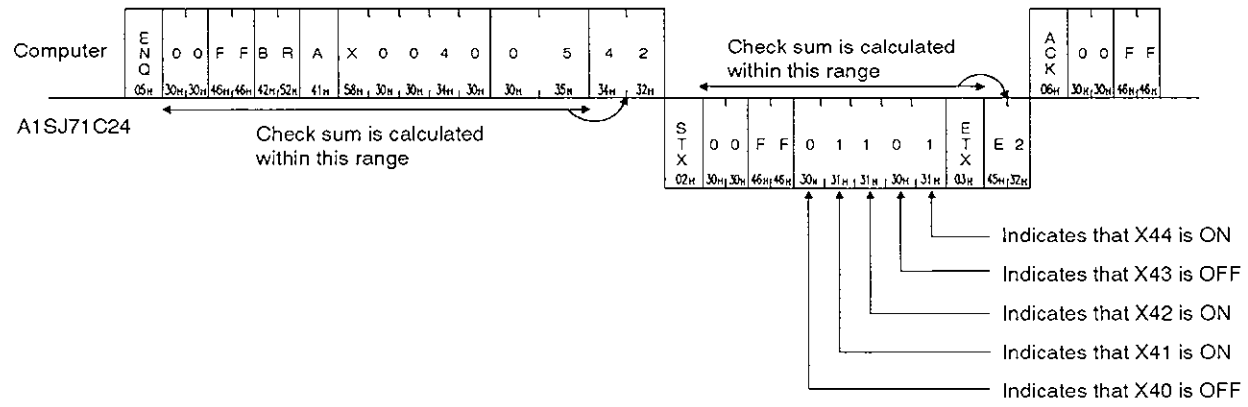 Computer
ENQ 0 0 F F B R A X 0 0 4 0 0 5 4 2
05H 30H 30H 46H 46H 42H 52H 41H 58H 30H 30H 34H 30H 30H 35H 34H 32H
Check sum is calculated
within this range
ACK 0 0 F F
06H 30H 30H 46H 46H
A1SJ71C24
Check sum is calculated
within this range
STX 0 0 F F 0 1 1 0 1 ETX E 2
02H 30H 30H 46H 46H 30H 31H 31H 30H 31H 03H 45H 32H
Indicates that X44 is ON
Indicates that X43 is OFF
Indicates that X42 is ON
Indicates that X41 is ON
Indicates that X40 is OFF